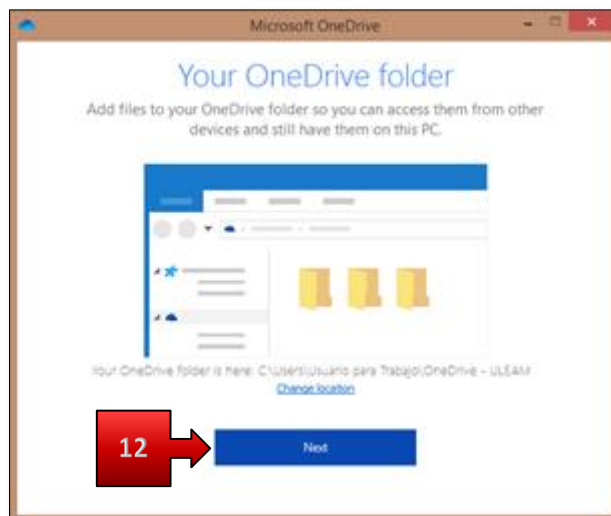 Microsoft OneDrive
Your OneDrive folder
Add files to your OneDrive folder so you can access them from other
devices and still have them on this PC.
Your OneDrive folder is here: C:\Users\Usuario para Trabajo\OneDrive - ULEAM
Change location
12
Next